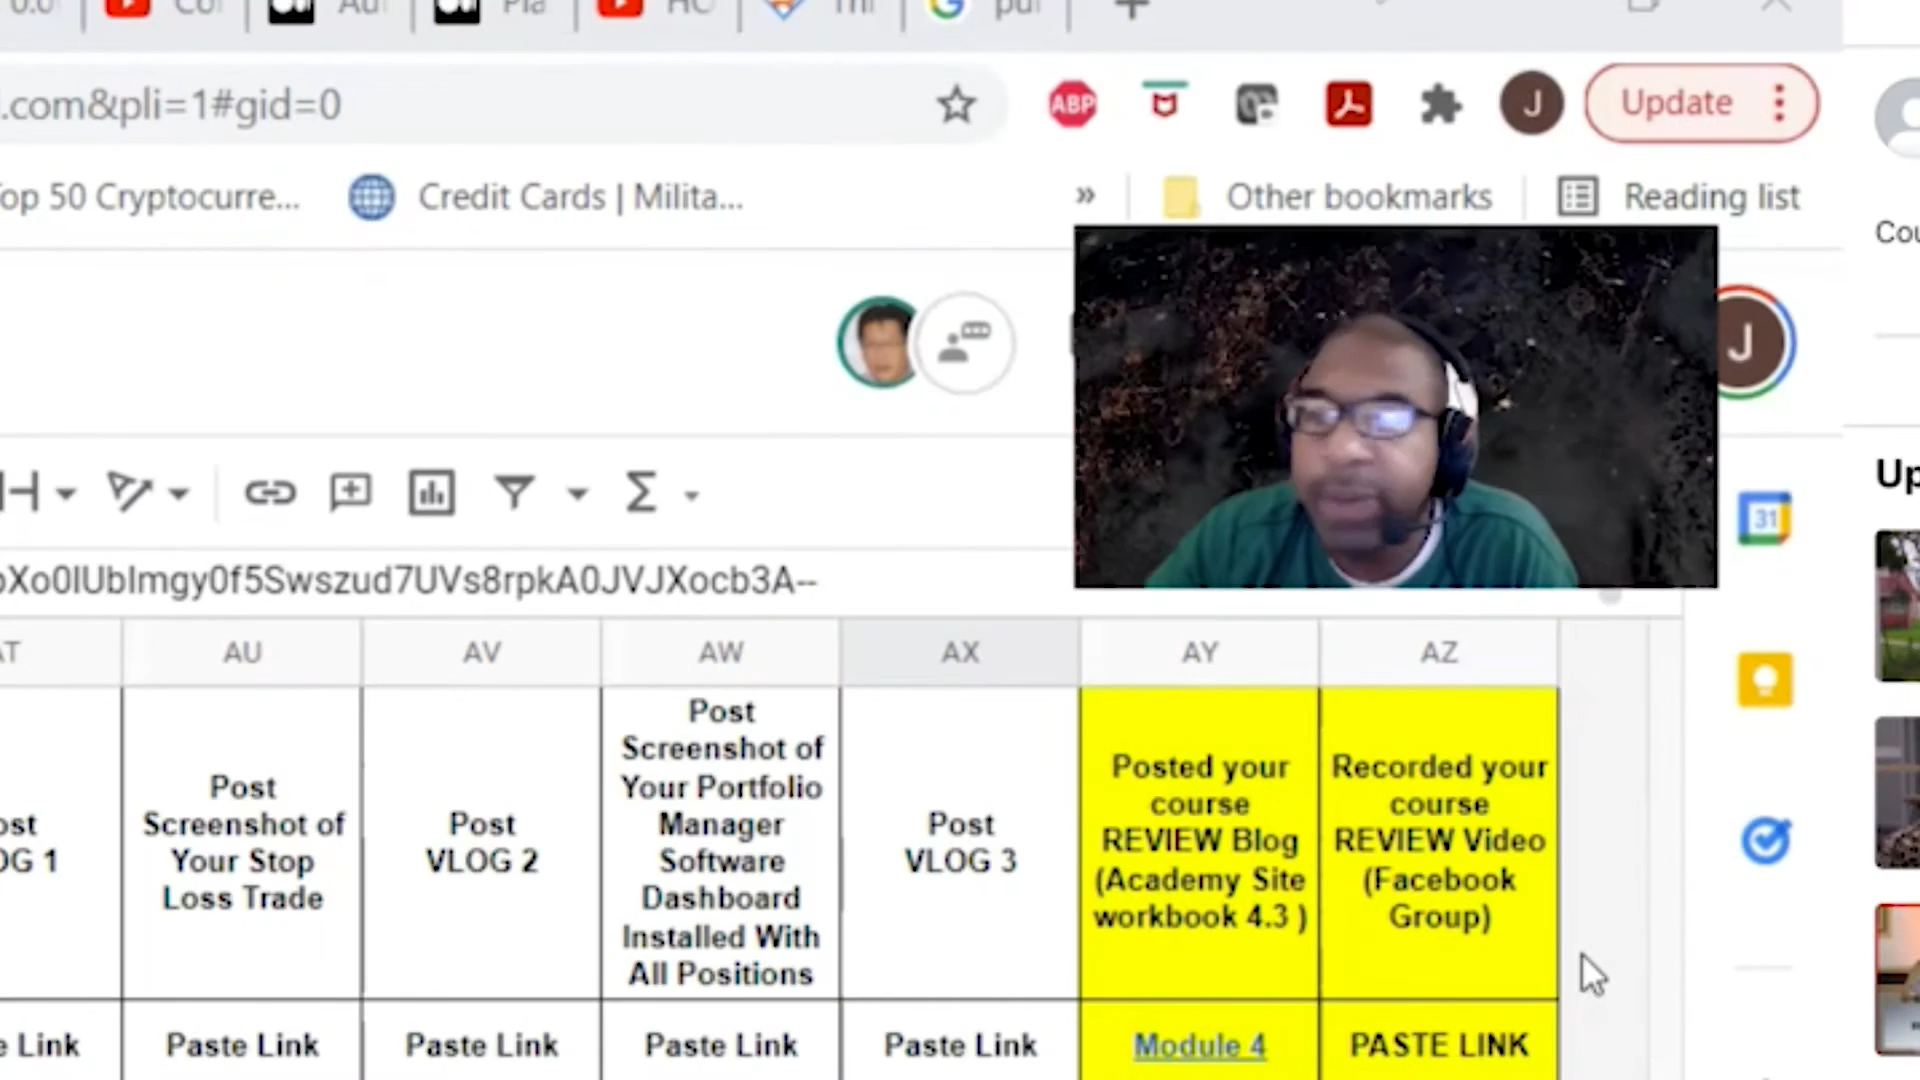 .com&pli=1#gid=0
ABP
J
Update
Top 50 Cryptocurre...
Credit Cards | Milita...
»
Other bookmarks
Reading list
J
31
Xo0IUbImgy0f5Swszud7UVs8rpkA0JVJXocb3A--
AU
AV
AW
AX
AY
AZ
Post
Screenshot of
Your Stop
Loss Trade
Post
VLOG 2
Post
Screenshot of
Your Portfolio
Manager
Software
Dashboard
Installed With
All Positions
Post
VLOG 3
Posted your
course
REVIEW Blog
(Academy Site
workbook 4.3 )
Recorded your
course
REVIEW Video
(Facebook
Group)
Link
Paste Link
Paste Link
Paste Link
Paste Link
Module 4
PASTE LINK